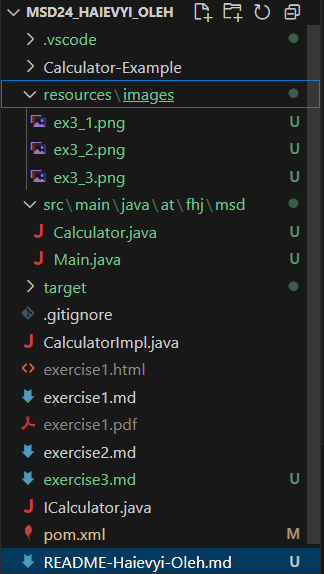 MSD24_HAIEVYI_OLEH
.vscode
Calculator-Example
resources\images
ex3_1.png U
ex3_2.png U
ex3_3.png U
src\main\java\at\fhj\msd
Calculator.java U
Main.java U
target
.gitignore
CalculatorImpl.java
exercise1.html
exercise1.md
exercise1.pdf
exercise2.md
exercise3.md U
ICalculator.java
pom.xml M
README-Haievyi-Oleh.md U